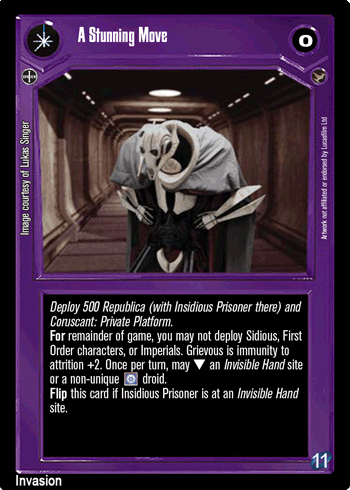 A Stunning Move
0
Image courtesy of Lukas Singer
Artwork not affiliated or endorsed by Lucasfilm Ltd
Deploy 500 Republica (with Insidious Prisoner there) and
Coruscant: Private Platform.
For remainder of game, you may not deploy Sidious, First
Order characters, or Imperials. Grievous is immunity to
attrition +2. Once per turn, may ▼ an Invisible Hand site
or a non-unique droid.
Flip this card if Insidious Prisoner is at an Invisible Hand
site.
11
Invasion